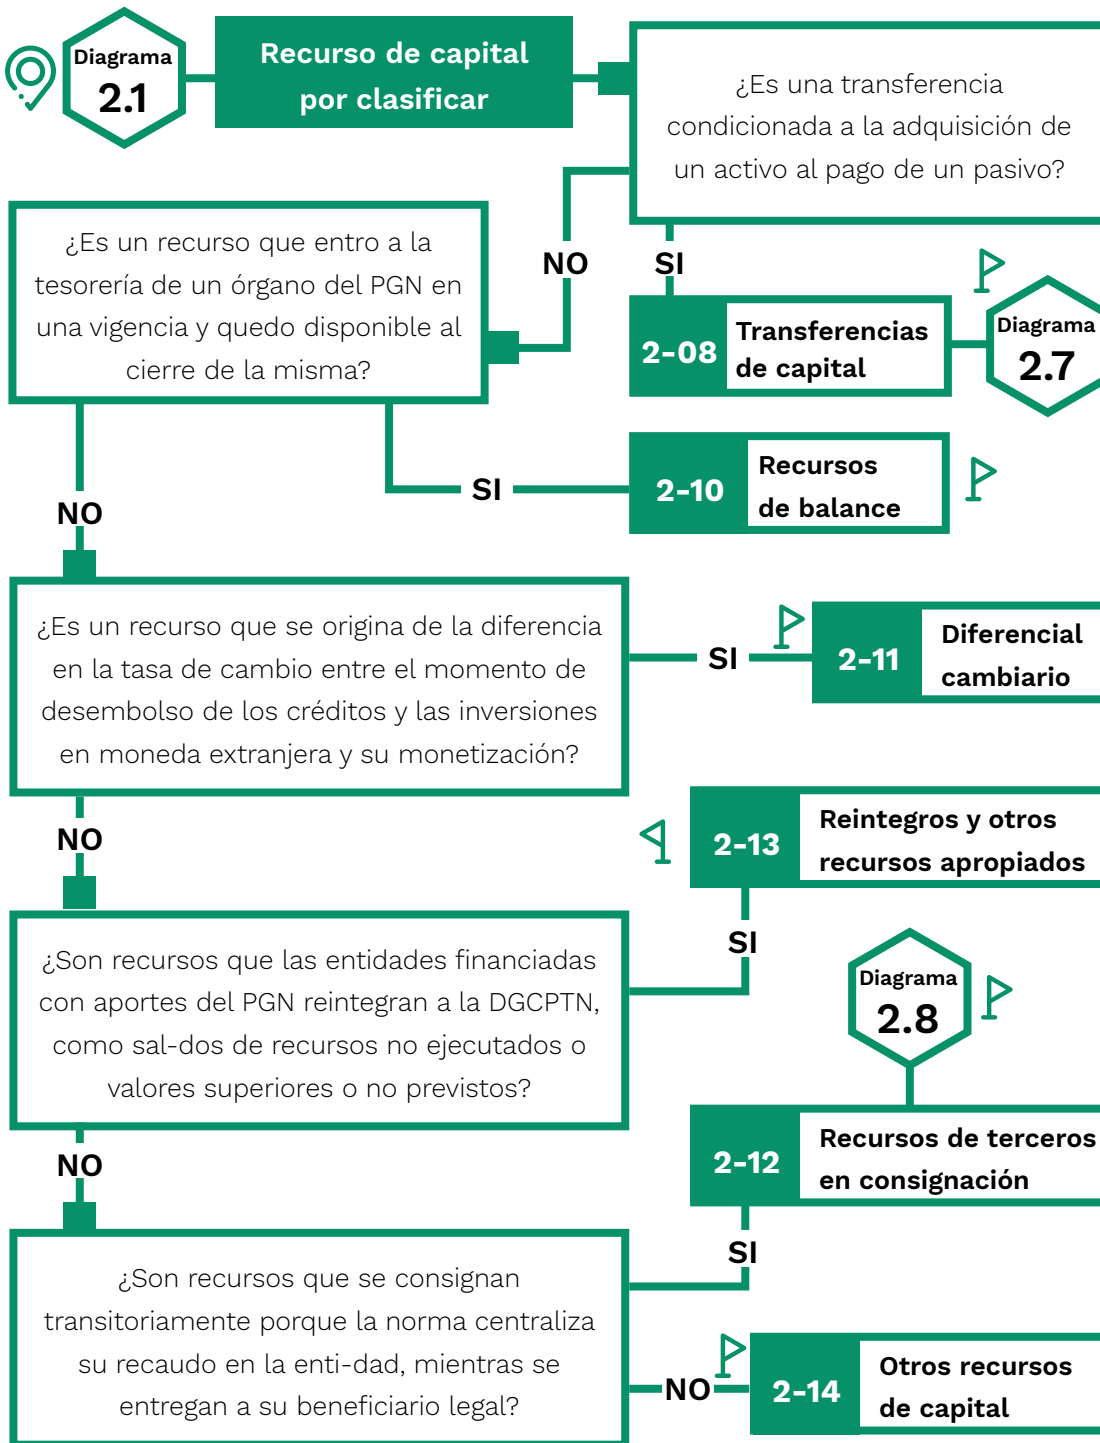 Diagrama
2.1
Recurso de capital
por clasificar
¿Es una transferencia
condicionada a la adquisición de
un activo al pago de un pasivo?
¿Es un recurso que entro a la
tesorería de un órgano del PGN en
una vigencia y quedo disponible al
cierre de la misma?
NO
SI
2-08
Transferencias
de capital
Diagrama
2.7
SI
2-10
Recursos
de balance
NO
¿Es un recurso que se origina de la diferencia
en la tasa de cambio entre el momento de
desembolso de los créditos y las inversiones
en moneda extranjera y su monetización?
SI
2-11
Diferencial
cambiario
NO
2-13
Reintegros y otros
recursos apropiados
SI
¿Son recursos que las entidades financiadas
con aportes del PGN reintegran a la DGCPTN,
como sal-dos de recursos no ejecutados o
valores superiores o no previstos?
Diagrama
2.8
NO
2-12
Recursos de terceros
en consignación
SI
¿Son recursos que se consignan
transitoriamente porque la norma centraliza
su recaudo en la enti-dad, mientras se
entregan a su beneficiario legal?
NO
2-14
Otros recursos
de capital